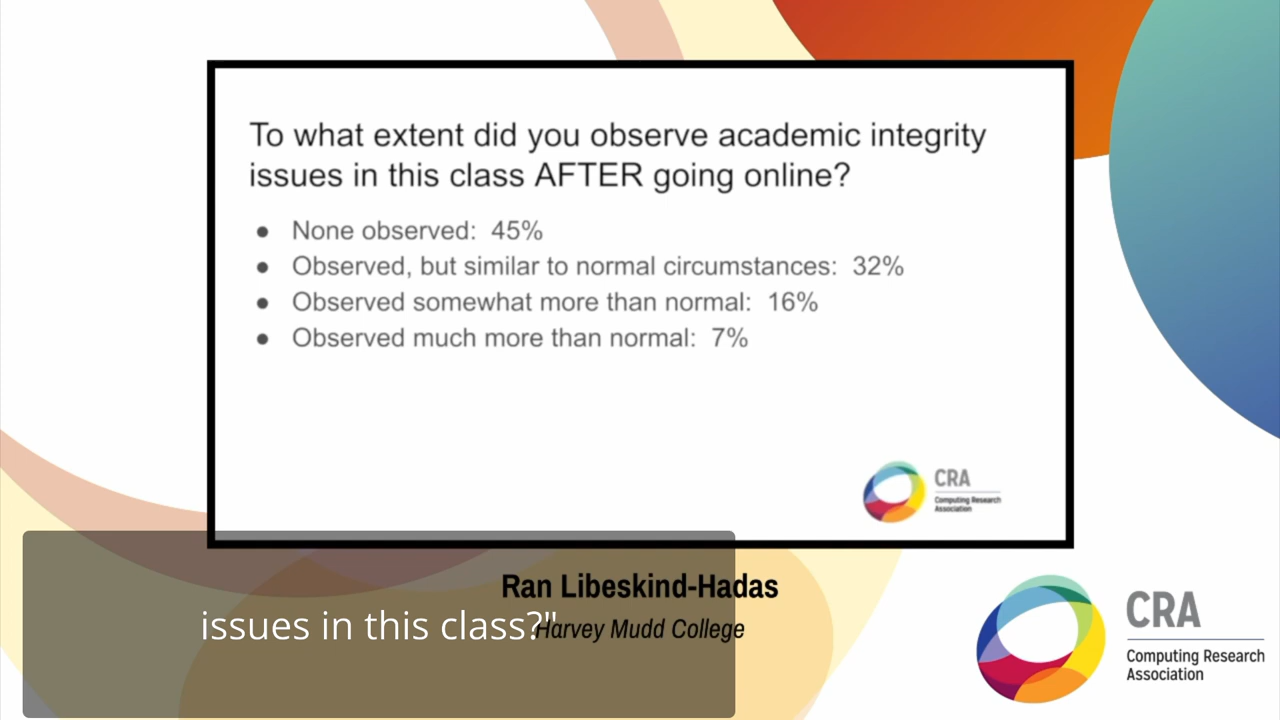 To what extent did you observe academic integrity
issues in this class AFTER going online?
● None observed: 45%
● Observed, but similar to normal circumstances: 32%
● Observed somewhat more than normal: 16%
● Observed much more than normal: 7%
CRA
Computing Research
Association
Ran Libeskind-Hadas
Harvey Mudd College
issues in this class?"
CRA
Computing Research
Association